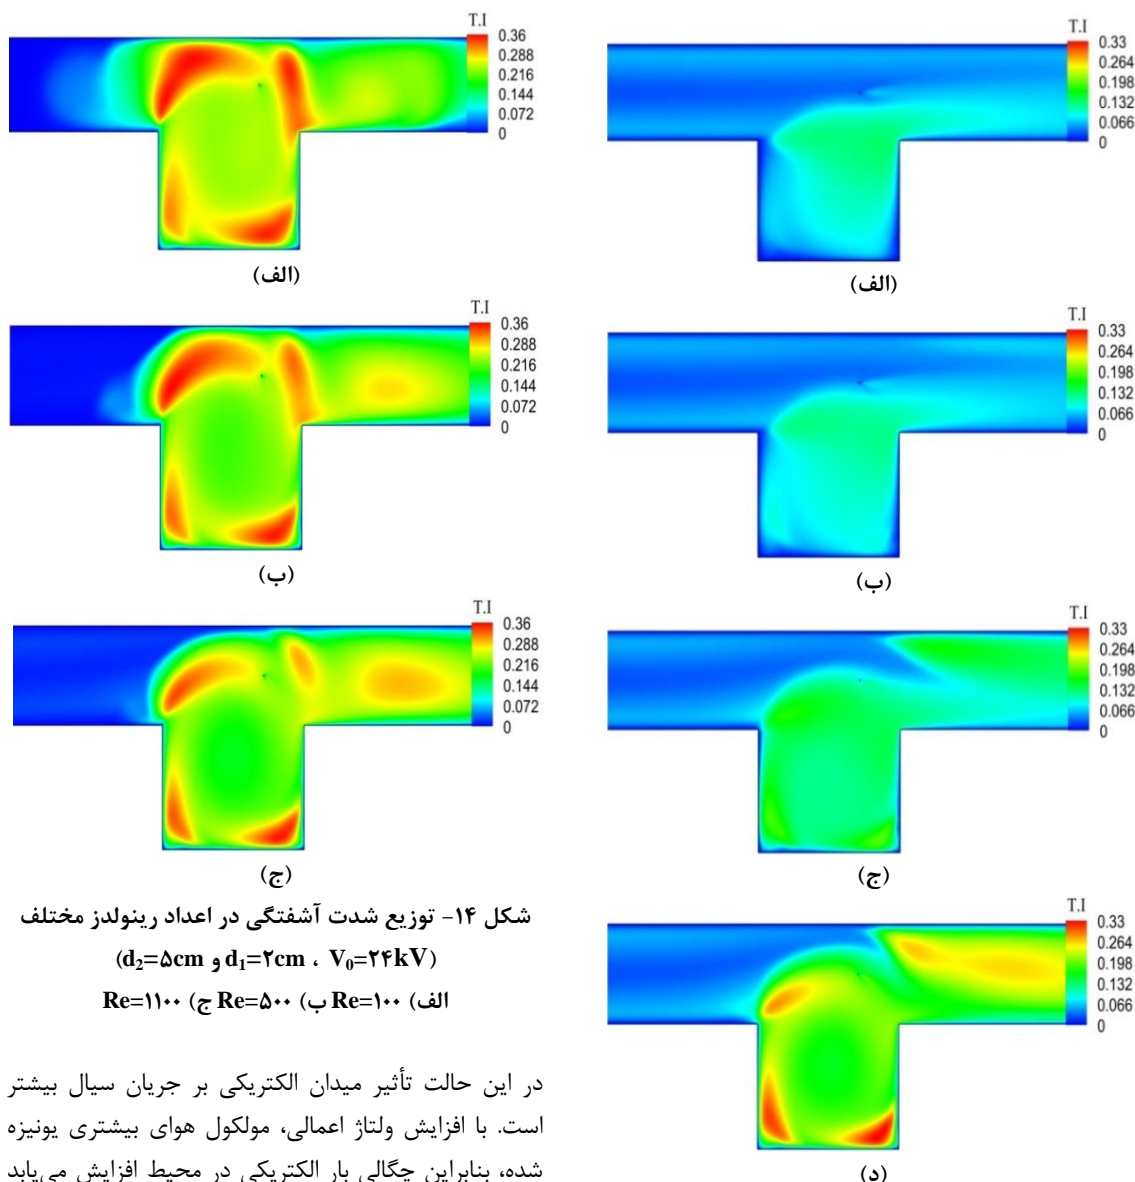 T.I
0.33
0.264
0.198
0.132
0.066
0
(الف)
T.I
0.33
0.264
0.198
0.132
0.066
0
(ب)
T.I
0.33
0.264
0.198
0.132
0.066
0
(ج)
T.I
0.33
0.264
0.198
0.132
0.066
0
(د)
T.I
0.36
0.288
0.216
0.144
0.072
0
(الف)
T.I
0.36
0.288
0.216
0.144
0.072
0
(ب)
T.I
0.36
0.288
0.216
0.144
0.072
0
(ج)
شکل ۱۴- توزیع شدت آشفتگی در اعداد رینولدز مختلف
(V₀=۲۴kV ، d₁=۲cm و d₂=۵cm)
الف) Re=۱۰۰ ب) Re=۵۰۰ ج) Re=۱۱۰۰
در این حالت تأثیر میدان الکتریکی بر جریان سیال بیشتر
است. با افزایش ولتاژ اعمالی، مولکول هوای بیشتری یونیزه
شده، بنابراین چگالی بار الکتریکی در محیط افزایش می‌یابد